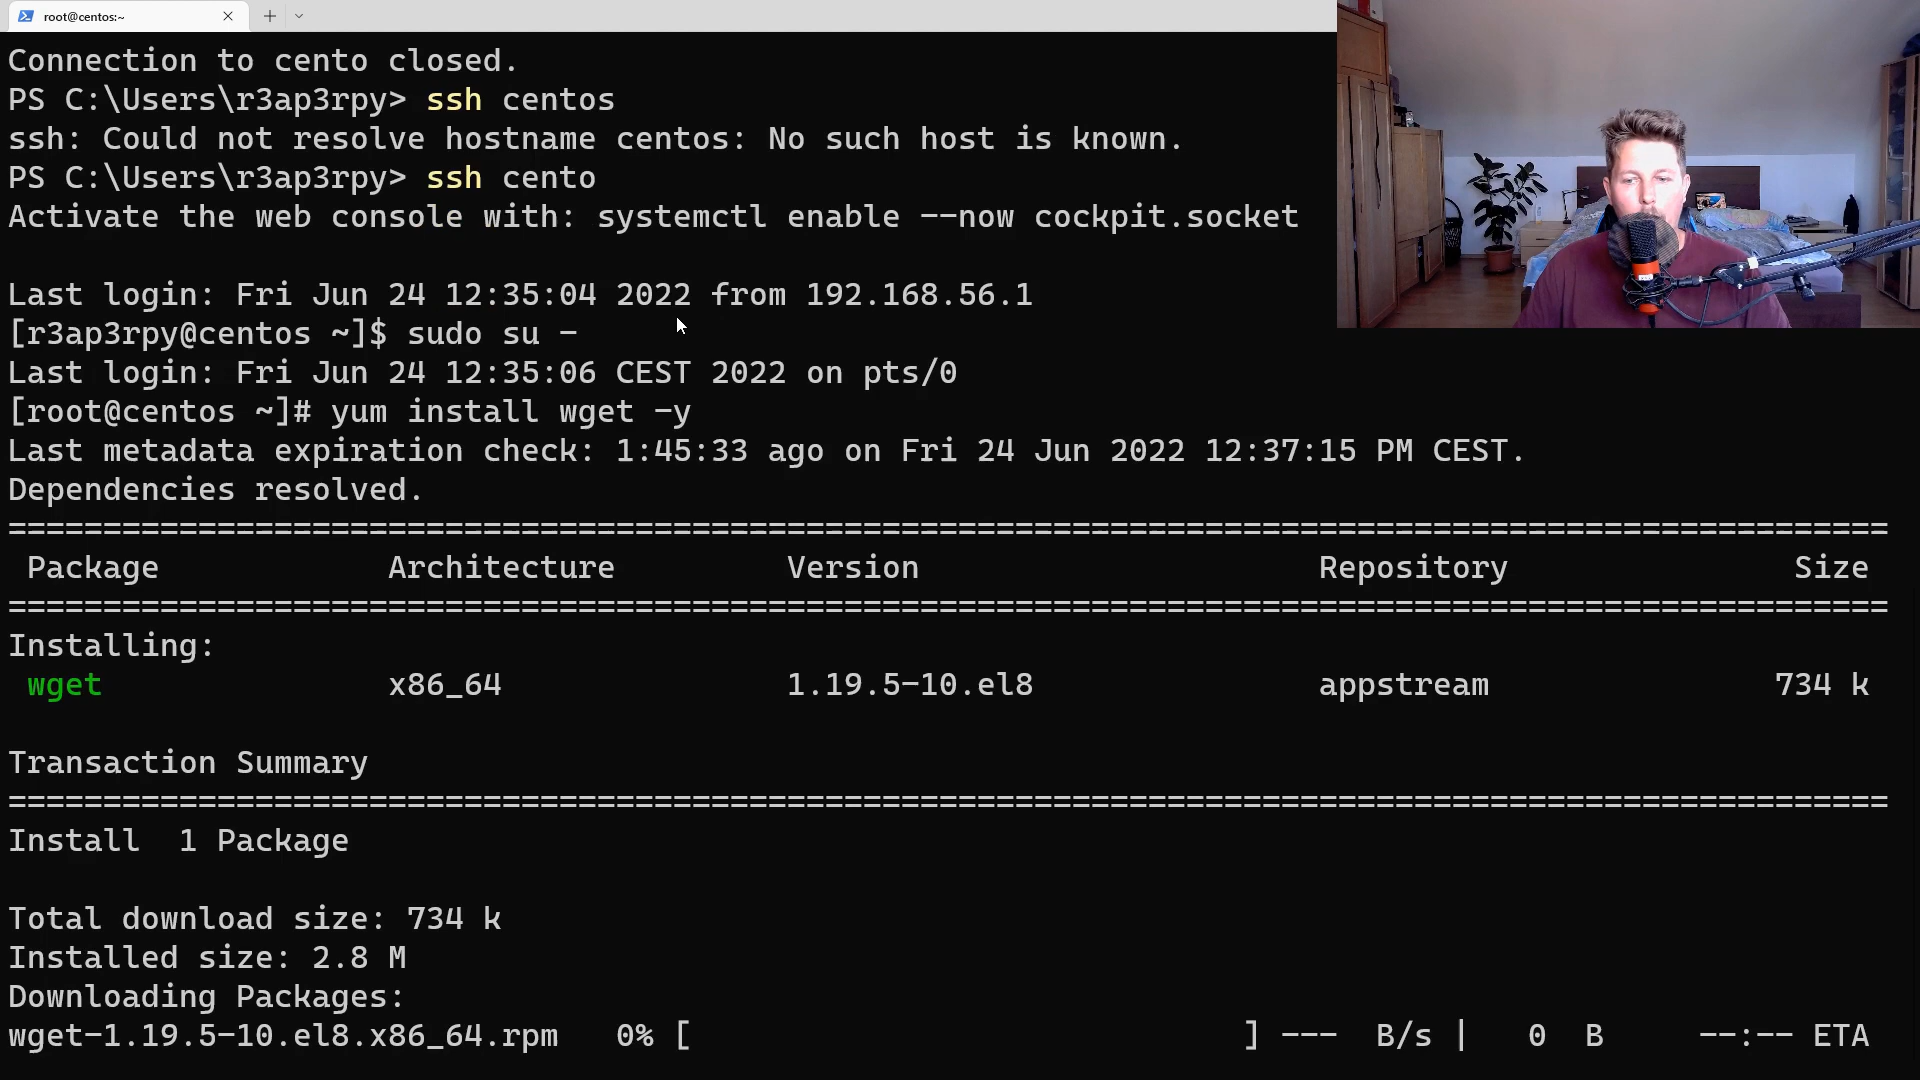 root@centos:~
Connection to cento closed.
PS C:\Users\r3ap3rpy> ssh centos
ssh: Could not resolve hostname centos: No such host is known.
PS C:\Users\r3ap3rpy> ssh cento
Activate the web console with: systemctl enable --now cockpit.socket
Last login: Fri Jun 24 12:35:04 2022 from 192.168.56.1
[r3ap3rpy@centos ~]$ sudo su -
Last login: Fri Jun 24 12:35:06 CEST 2022 on pts/0
[root@centos ~]# yum install wget -y
Last metadata expiration check: 1:45:33 ago on Fri 24 Jun 2022 12:37:15 PM CEST.
Dependencies resolved.
===================================================================================================
Package Architecture Version Repository Size
===================================================================================================
Installing:
wget x86_64 1.19.5-10.el8 appstream 734 k
Transaction Summary
===================================================================================================
Install  1 Package
Total download size: 734 k
Installed size: 2.8 M
Downloading Packages:
wget-1.19.5-10.el8.x86_64.rpm   0% [                             ] ---  B/s |   0  B     --:-- ETA